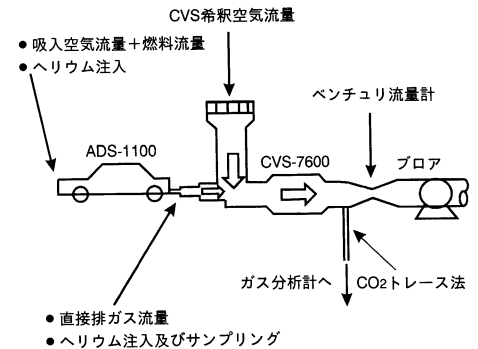 CVS希釈空気流量
● 吸入空気流量＋燃料流量
● ヘリウム注入
ベンチュリ流量計
ADS-1100
CVS-7600
ブロア
ガス分析計へ
CO2トレース法
● 直接排ガス流量
● ヘリウム注入及びサンプリング